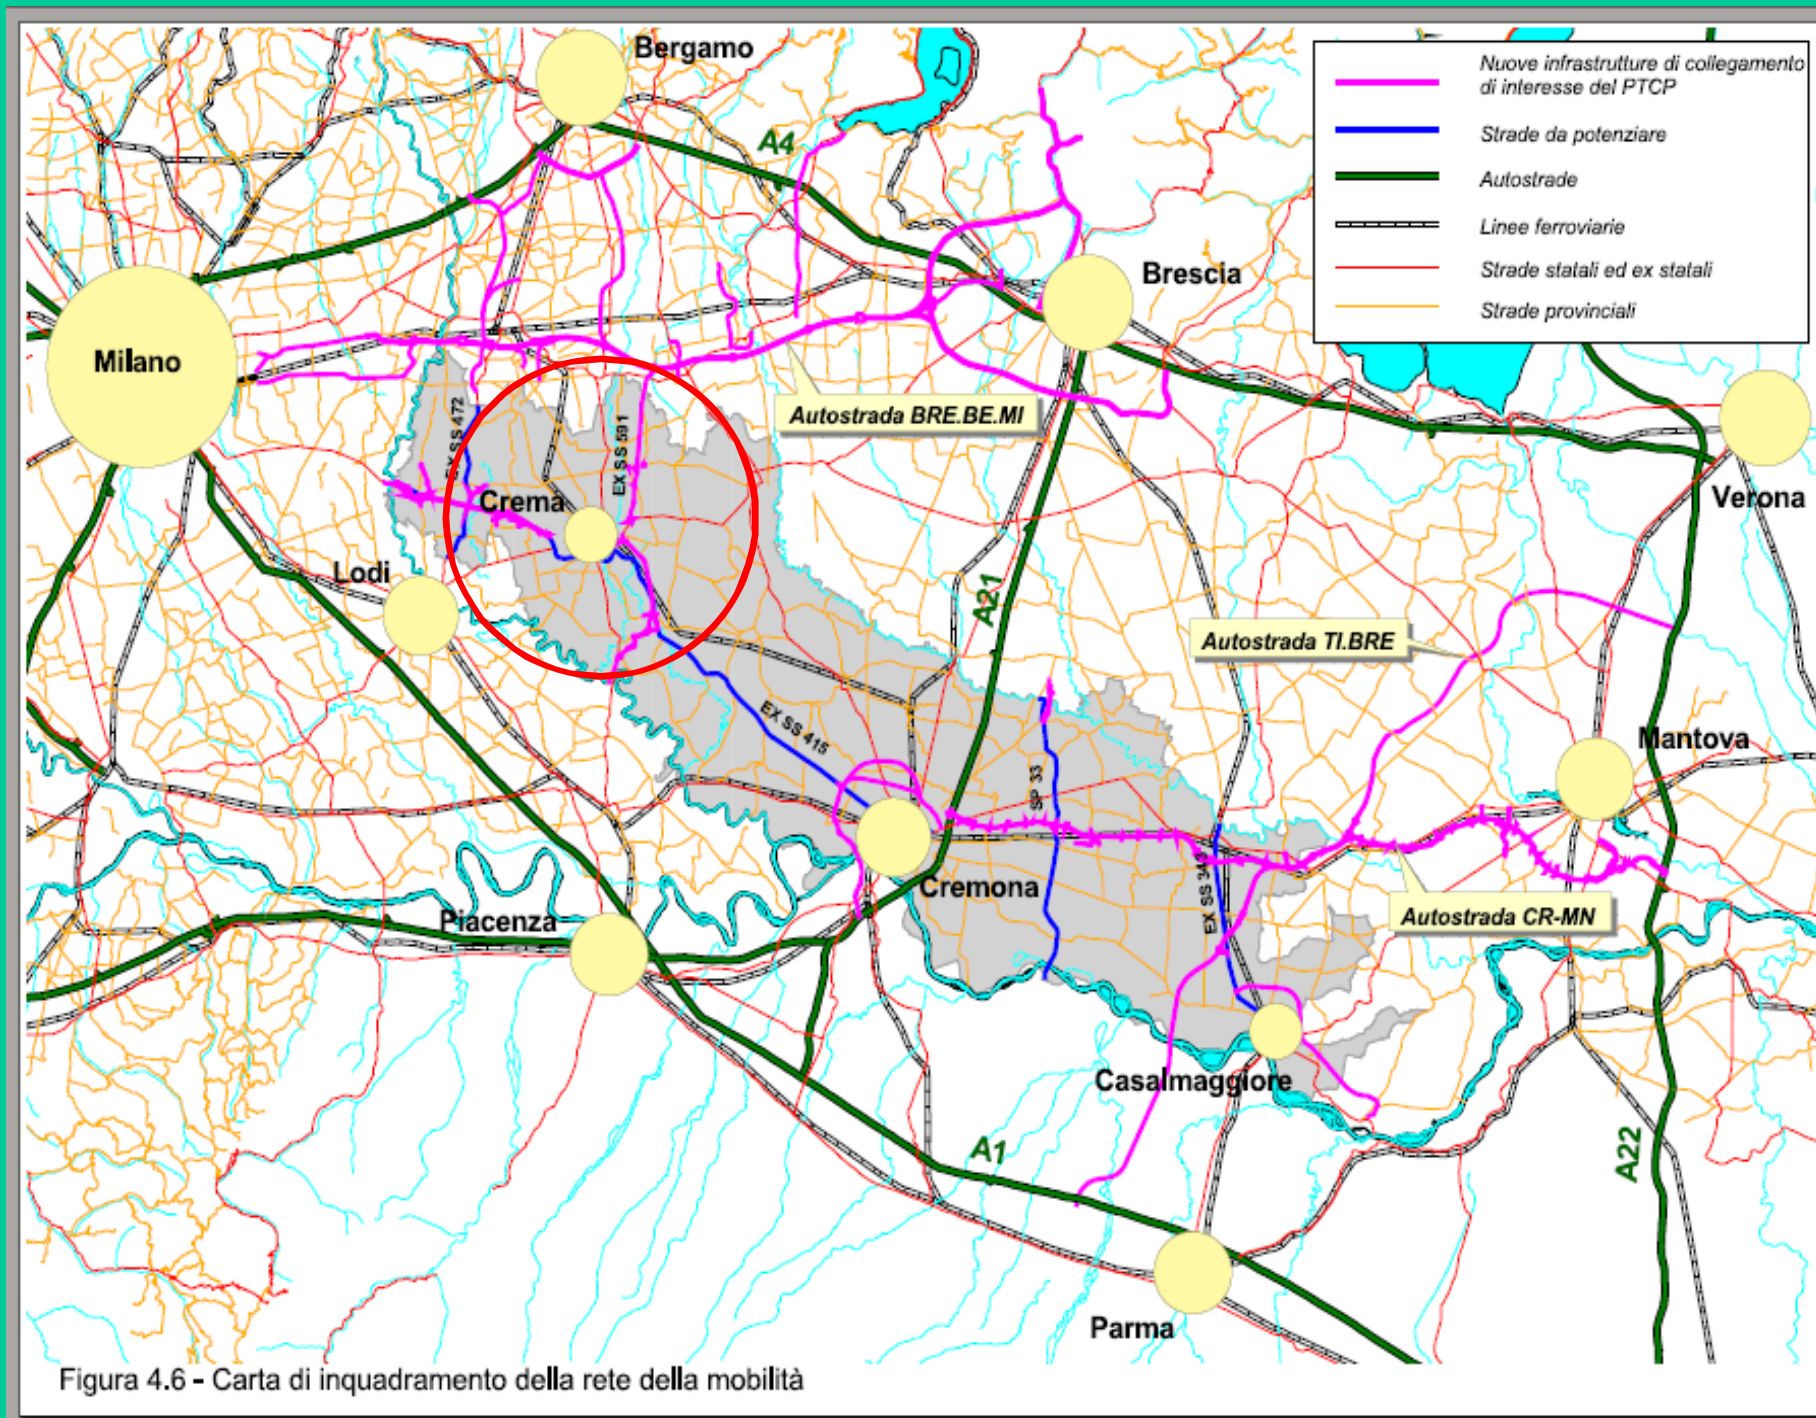 Bergamo
Nuove infrastrutture di collegamento
di interesse del PTCP
Strade da potenziare
Autostrade
Linee ferroviarie
Strade statali ed ex statali
Strade provinciali
A4
Brescia
Milano
Autostrada BRE.BE.MI
EX SS 472
EX SS 591
Crema
Verona
Lodi
A21
Autostrada TI.BRE
EX SS 415
Mantova
SP 33
EX SS 343
Cremona
Piacenza
Autostrada CR-MN
Casalmaggiore
A1
A22
Parma
Figura 4.6 - Carta di inquadramento della rete della mobilità